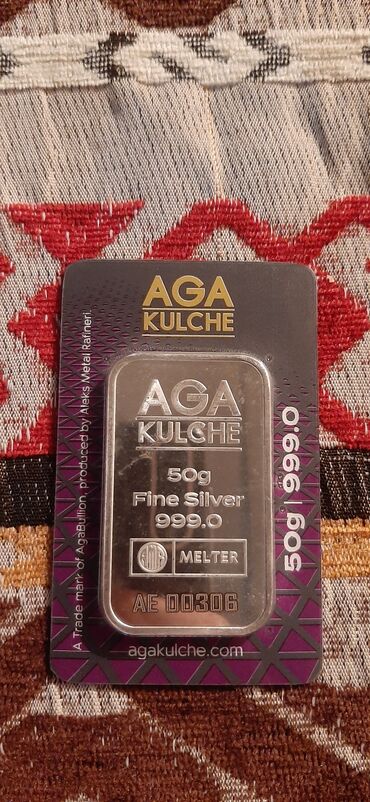 AGA
KULCHE
AGA
KULCHE
50g
Fine Silver
999.0
MELTER
AE 00306
agakulche.com
50g | 999.0
A Trade mark of AgaBullion, produced by Aleks Metal Rafineri.